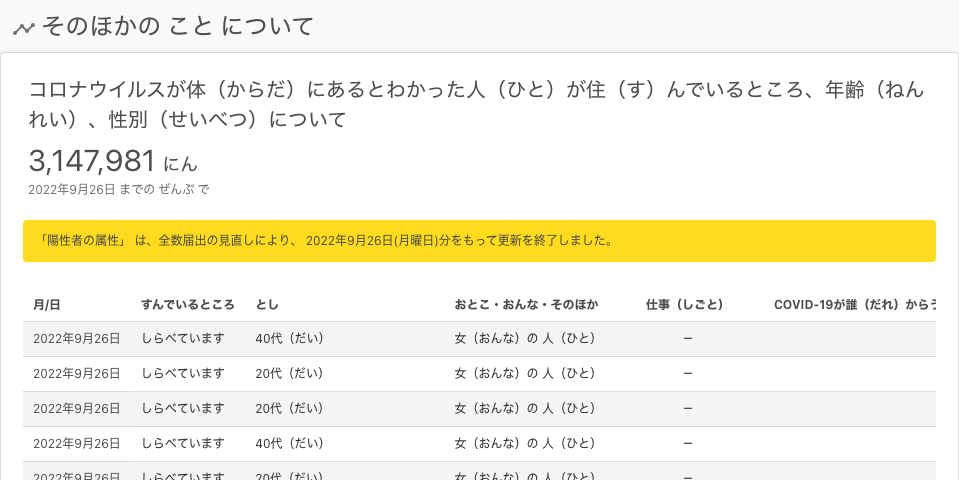 そのほかの こと について
コロナウイルスが体（からだ）にあるとわかった人（ひと）が住（す）んでいるところ、年齢（ねん
れい）、性別（せいべつ）について
3,147,981 にん
2022年9月26日 までの ぜんぶ で
「陽性者の属性」 は、全数届出の見直しにより、 2022年9月26日(月曜日)分をもって更新を終了しました。
月/日 すんでいるところ とし おとこ・おんな・そのほか 仕事（しごと） COVID-19が誰（だれ）から
2022年9月26日 しらべています 40代（だい） 女（おんな）の 人（ひと） －
2022年9月26日 しらべています 20代（だい） 女（おんな）の 人（ひと） －
2022年9月26日 しらべています 20代（だい） 女（おんな）の 人（ひと） －
2022年9月26日 しらべています 40代（だい） 女（おんな）の 人（ひと） －
2022年9月26日 しらべています 20代（だい） 女（おんな）の 人（ひと） －